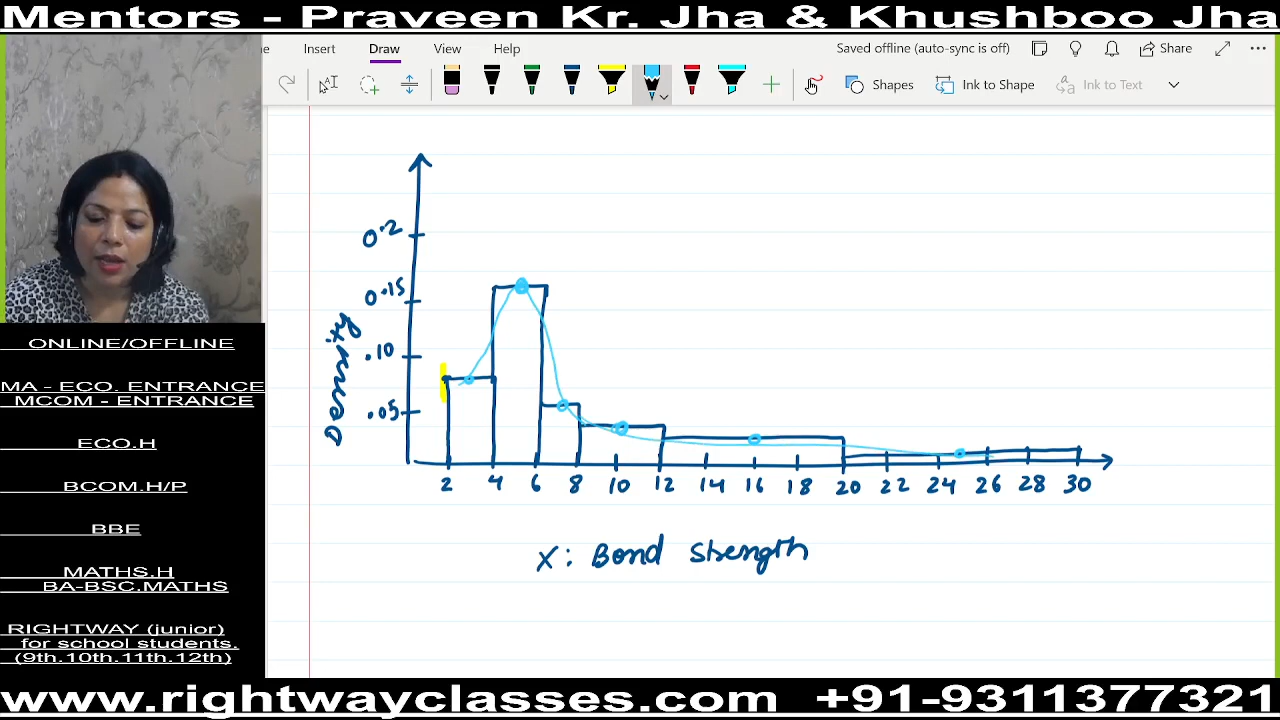 Mentors - Praveen Kr. Jha & Khushboo Jha
Insert Draw View Help
Saved offline (auto-sync is off)
Share
Shapes
Ink to Shape
Ink to Text
0.2
0.15
.10
.05
Density
2 4 6 8 10 12 14 16 18 20 22 24 26 28 30
X: Bond Strength
ONLINE/OFFLINE
MA - ECO. ENTRANCE
MCOM - ENTRANCE
ECO.H
BCOM.H/P
BBE
MATHS.H
BA-BSC.MATHS
RIGHTWAY (junior)
for school students.
(9th.10th.11th.12th)
www.rightwayclasses.com +91-9311377321